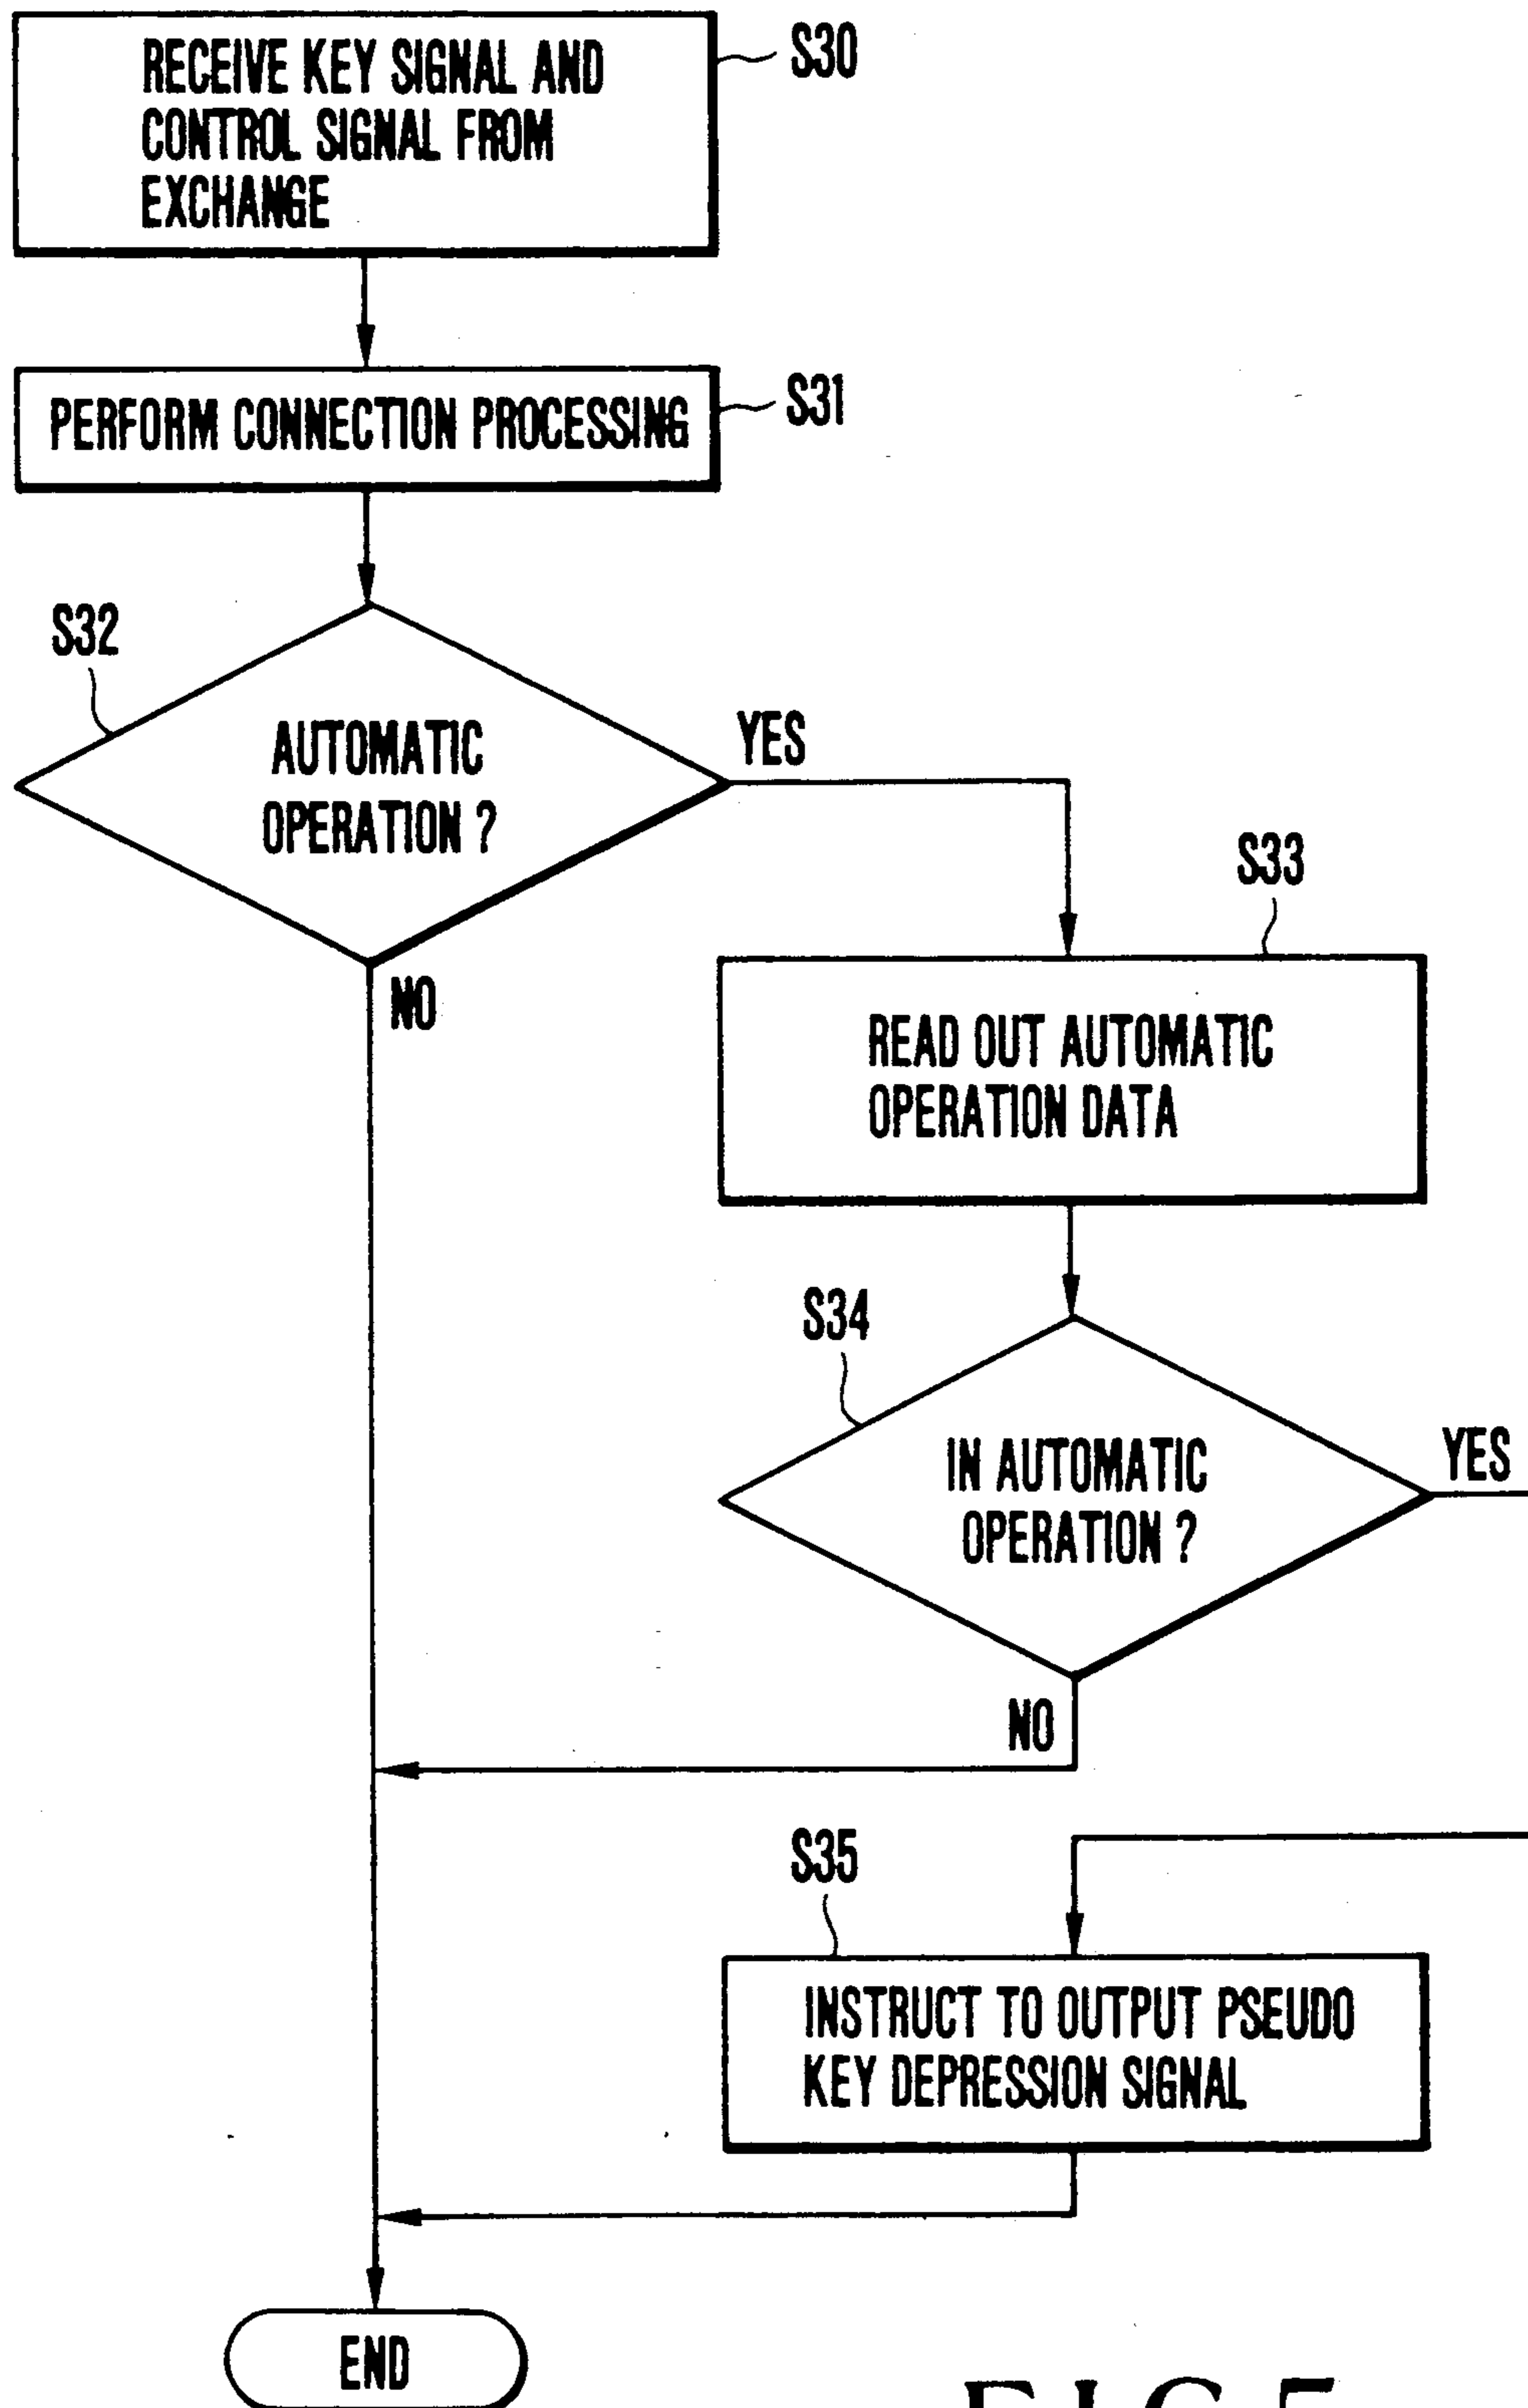 RECEIVE KEY SIGNAL AND
CONTROL SIGNAL FROM
EXCHANGE
S30
PERFORM CONNECTION PROCESSING
S31
S32
AUTOMATIC
OPERATION ?
YES
NO
S33
READ OUT AUTOMATIC
OPERATION DATA
S34
IN AUTOMATIC
OPERATION ?
YES
NO
S35
INSTRUCT TO OUTPUT PSEUDO
KEY DEPRESSION SIGNAL
END